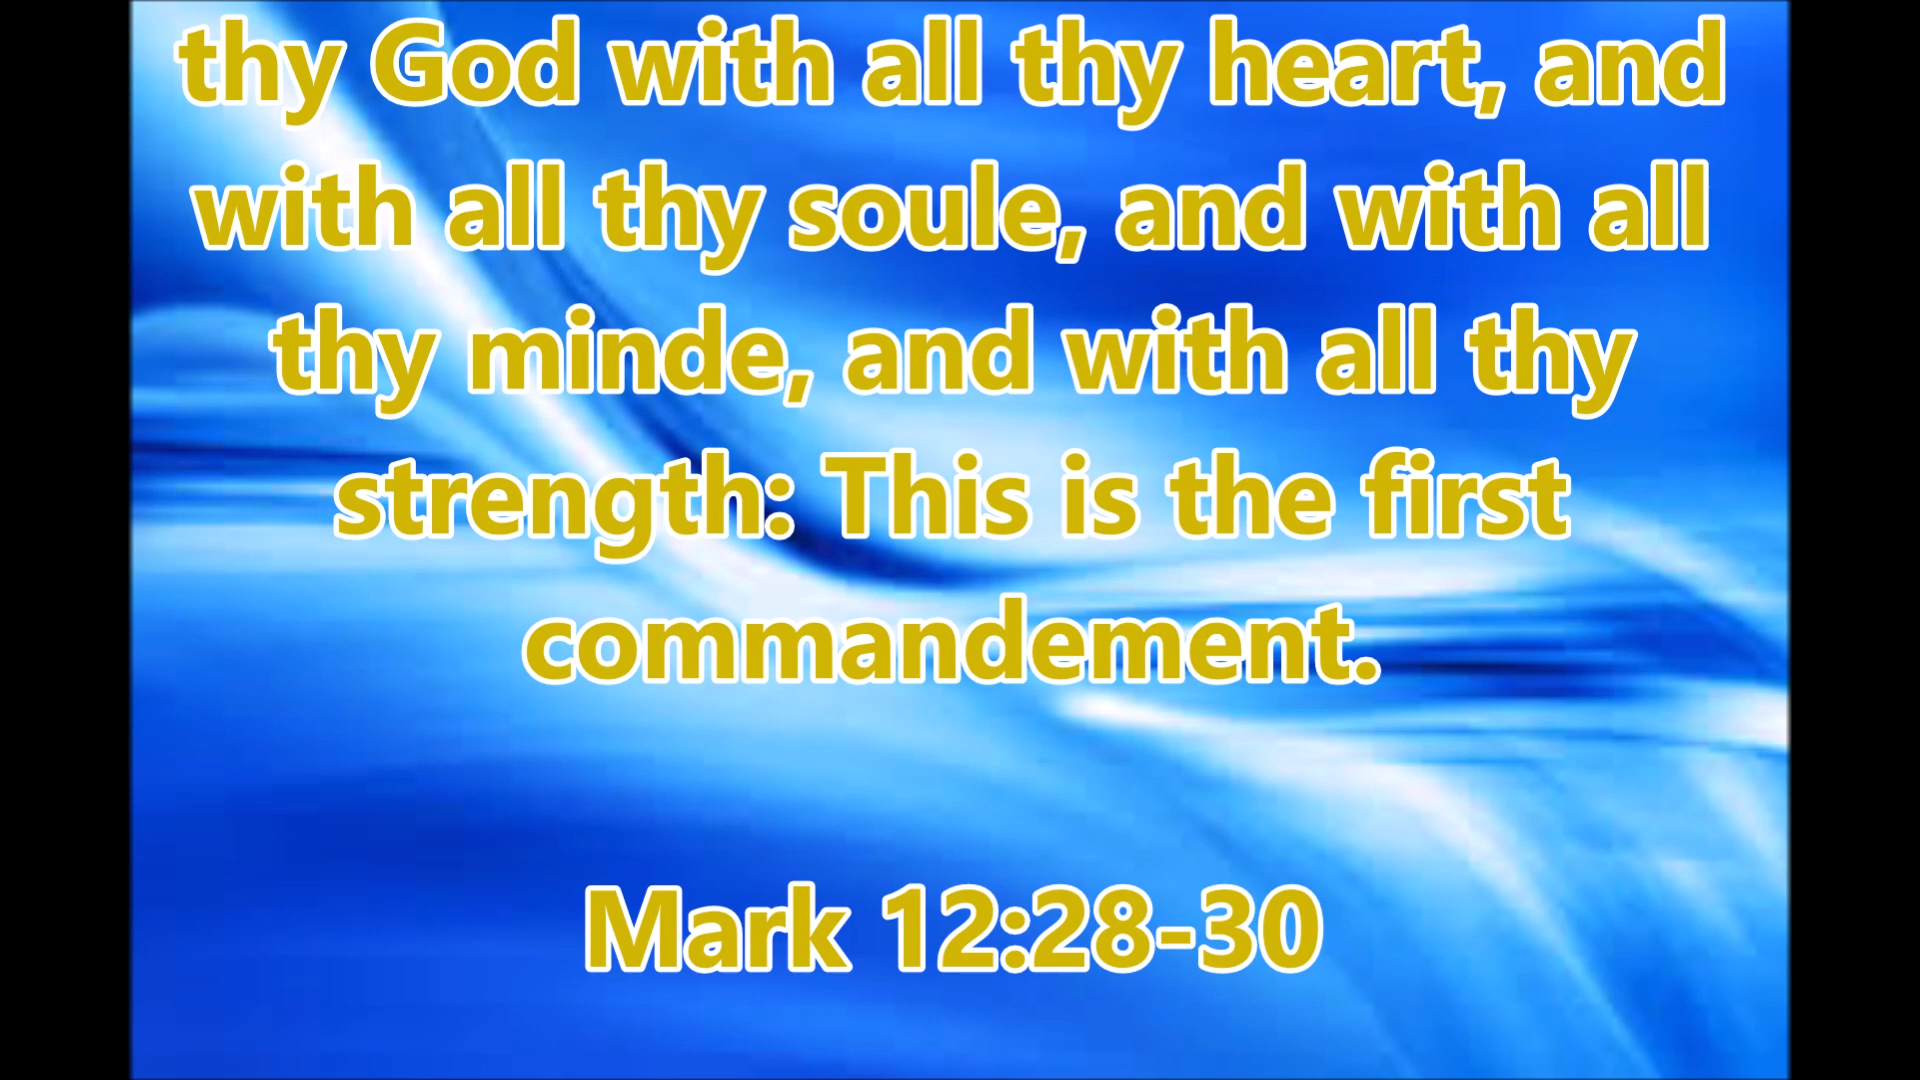 thy God with all thy heart, and
with all thy soule, and with all
thy minde, and with all thy
strength: This is the first
commandement.
Mark 12:28-30